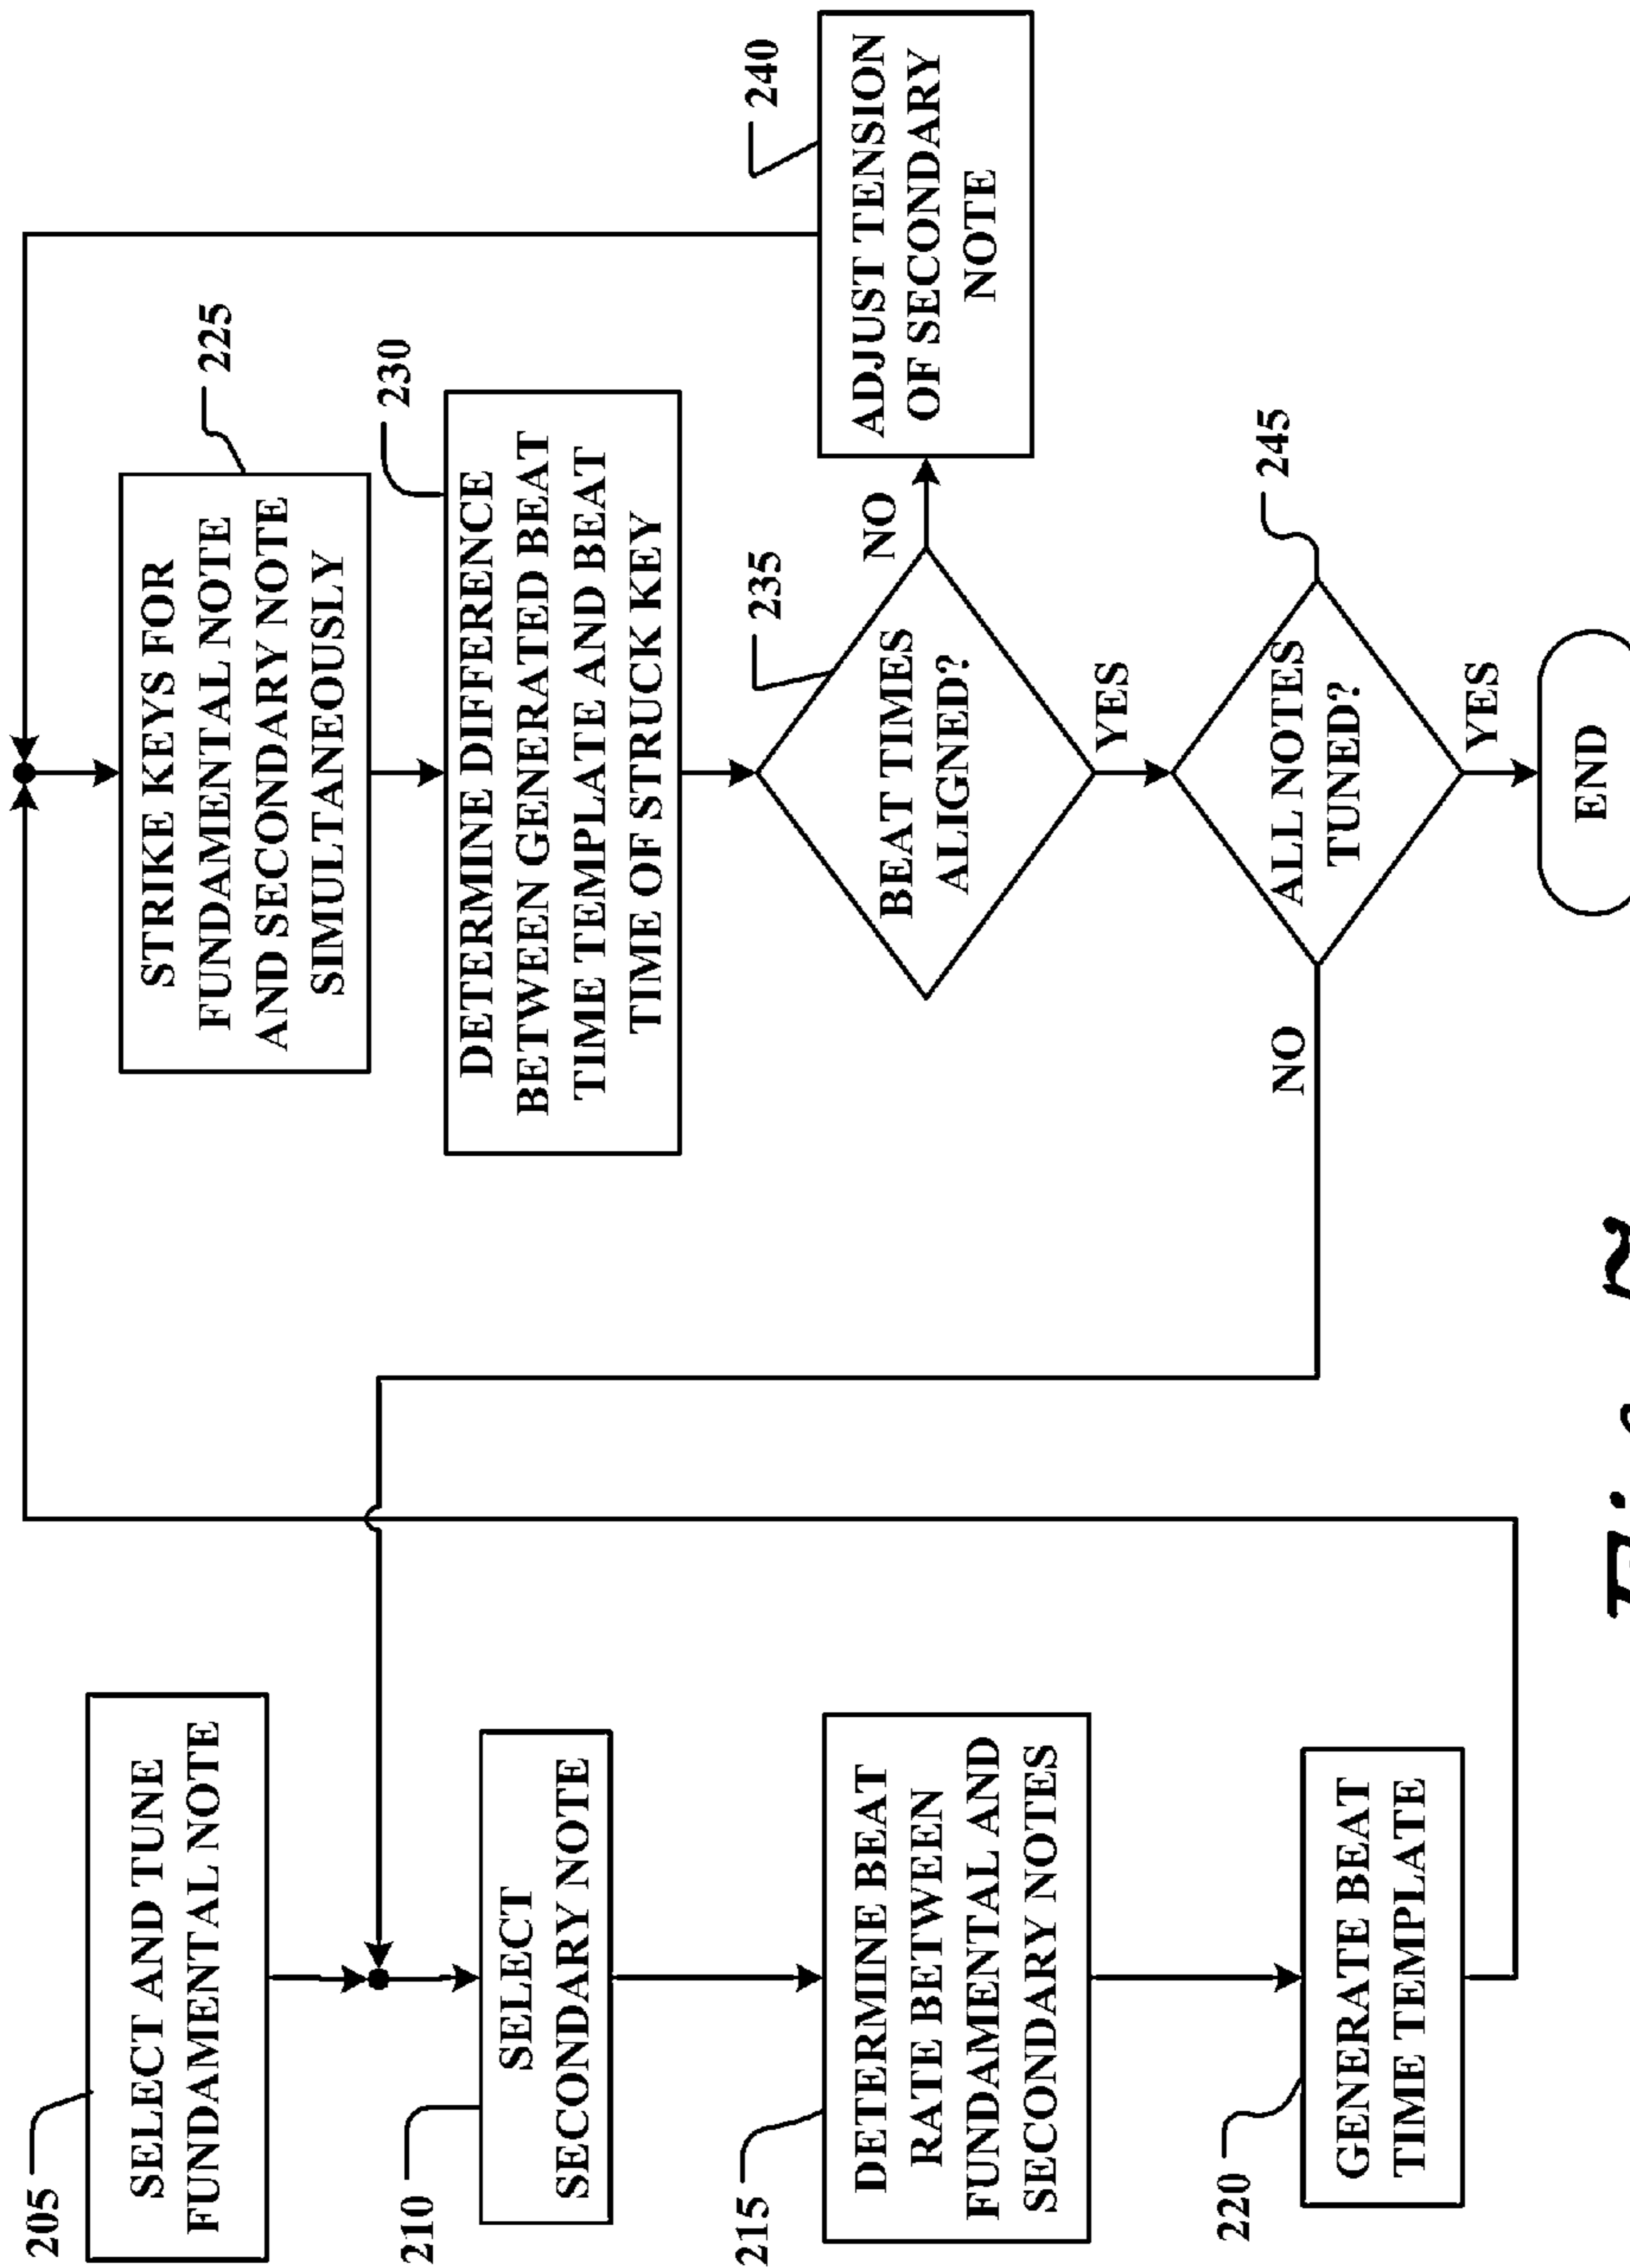 205
SELECT AND TUNE
FUNDAMENTAL NOTE
210
SELECT
SECONDARY NOTE
215
DETERMINE BEAT
RATE BETWEEN
FUNDAMENTAL AND
SECONDARY NOTES
220
GENERATE BEAT
TIME TEMPLATE
225
STRIKE KEYS FOR
FUNDAMENTAL NOTE
AND SECONDARY NOTE
SIMULTANEOUSLY
230
DETERMINE DIFFERENCE
BETWEEN GENERATED BEAT
TIME TEMPLATE AND BEAT
TIME OF STRUCK KEY
235
BEAT TIMES
ALIGNED?
NO
240
ADJUST TENSION
OF SECONDARY
NOTE
YES
245
ALL NOTES
TUNED?
NO
YES
END